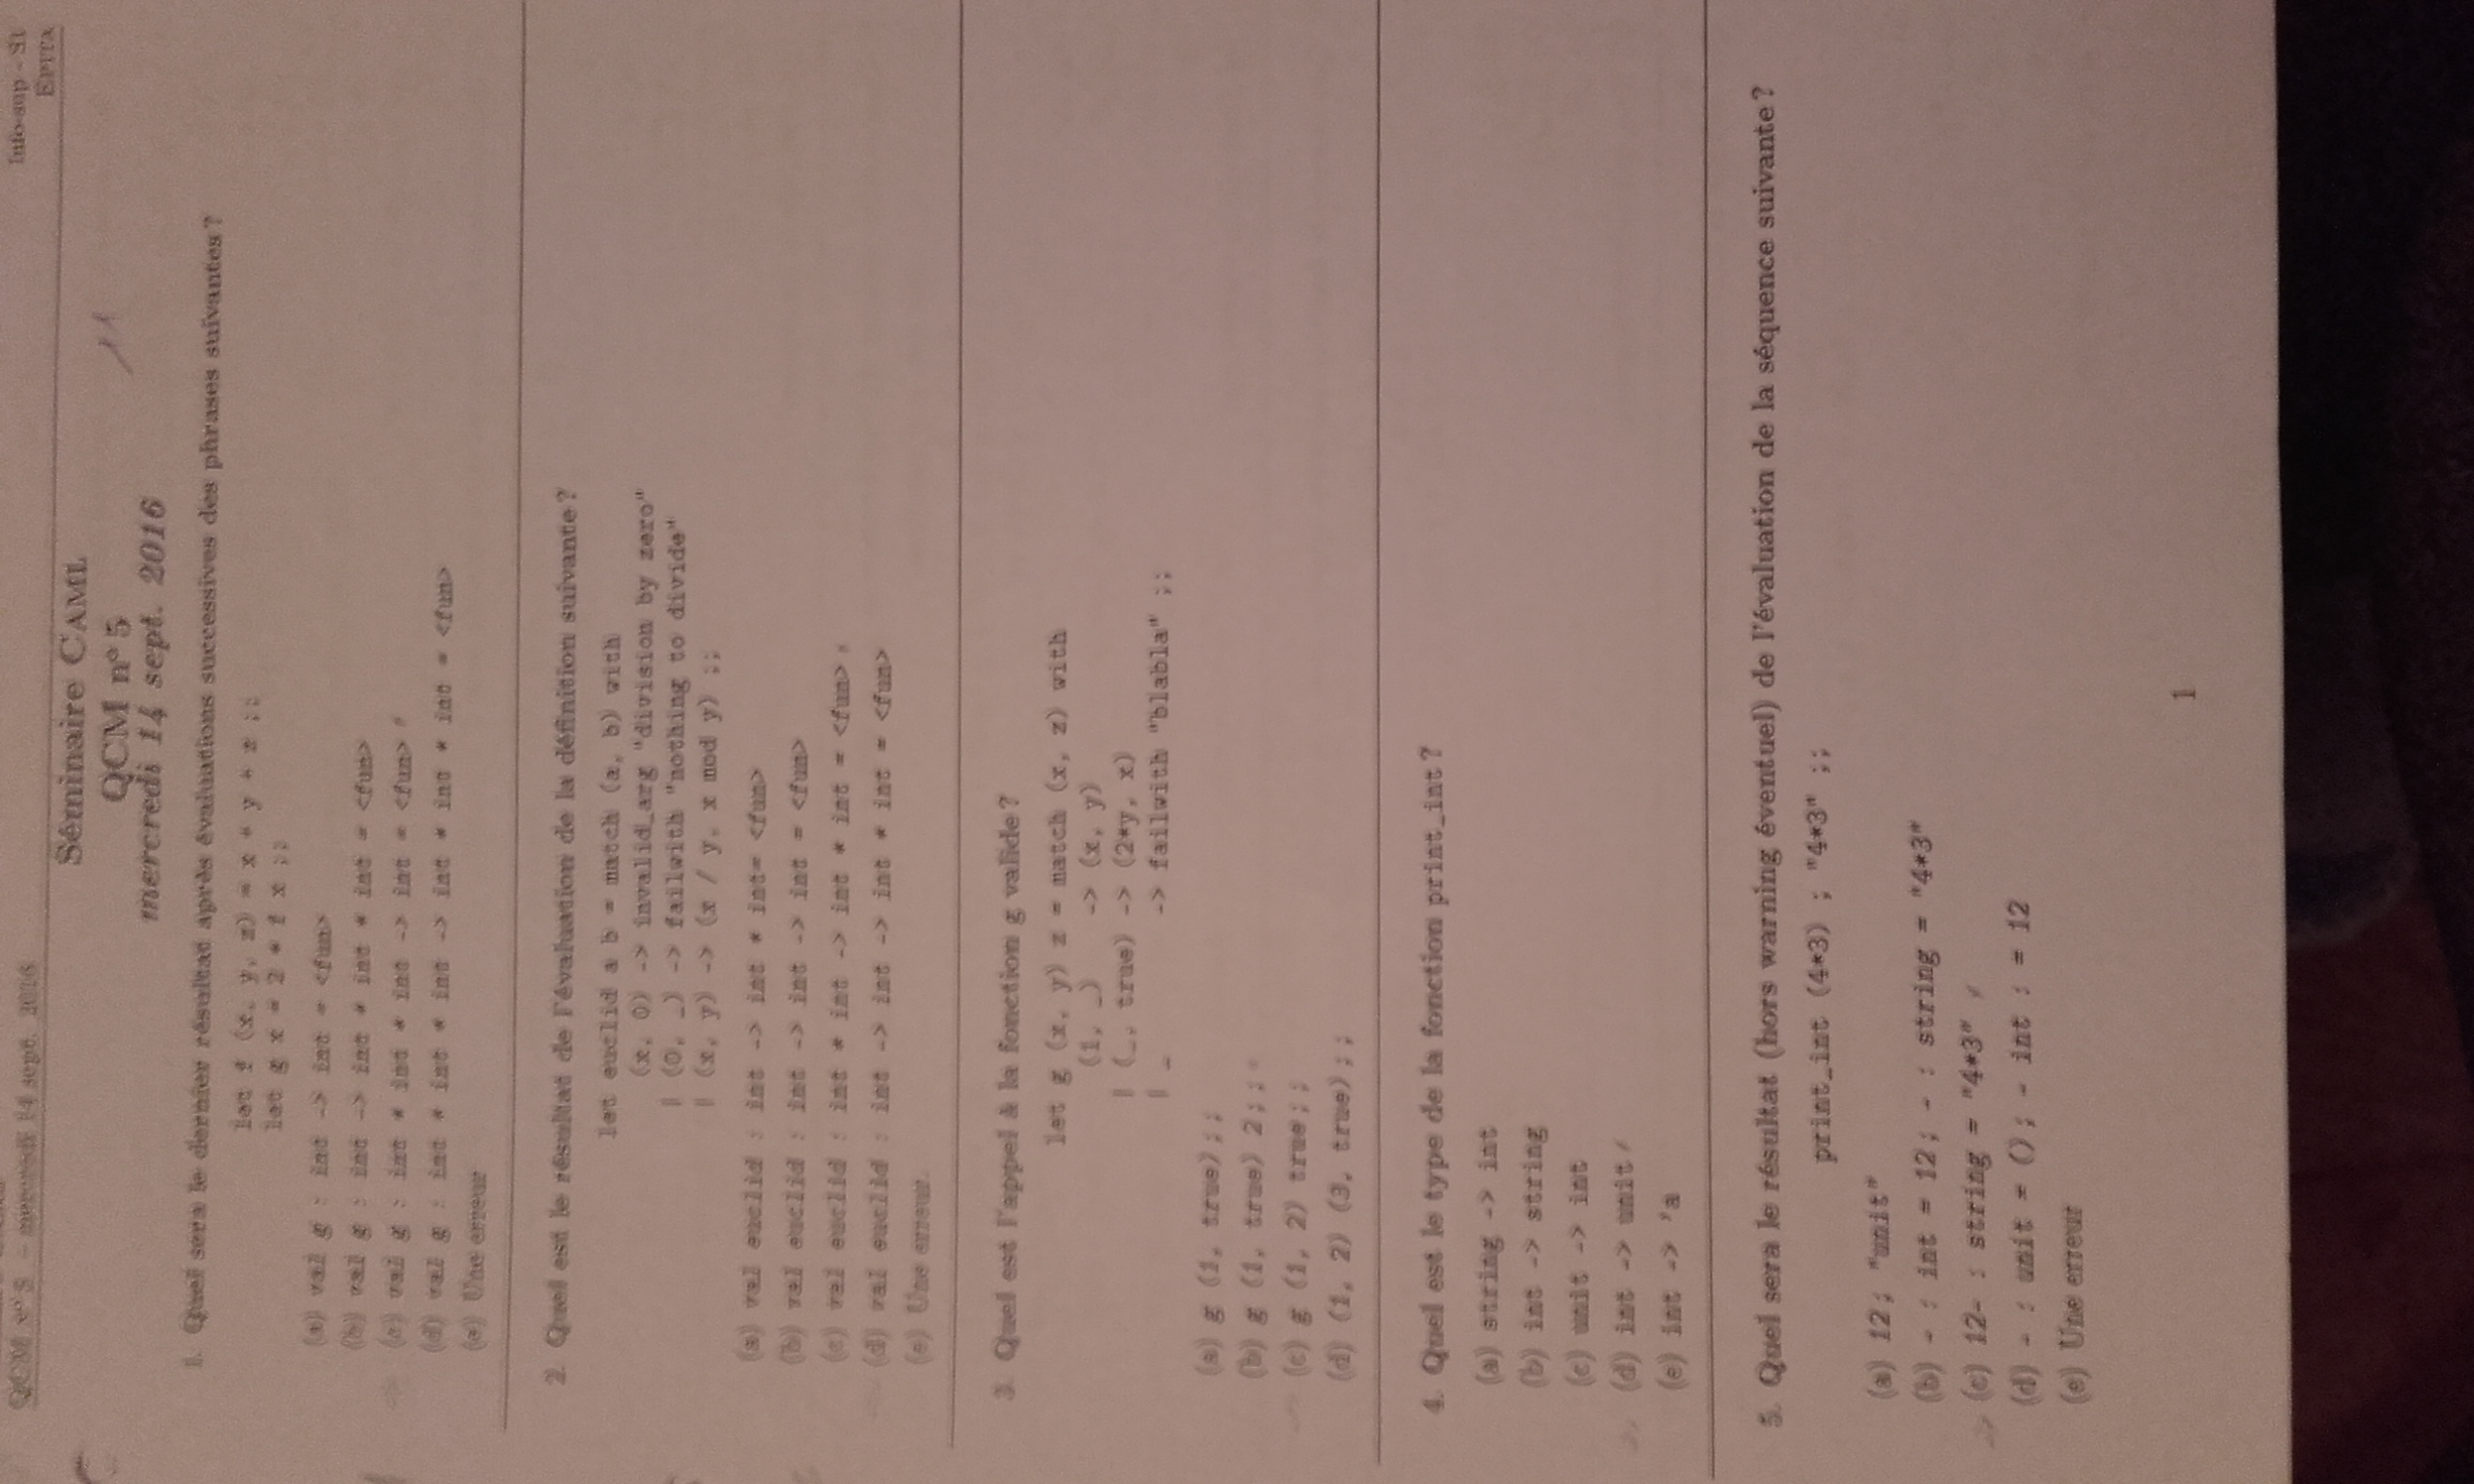 QCM nº 5 – mercredi 14 sept. 2016
Info-sup - S1
EPITA
Séminaire CAML
QCM nº 5
mercredi 14 sept. 2016
1. Quel sera le dernier résultat après évaluations successives des phrases suivantes ?
let f (x, y, z) = x + y + z ;;
let g x = 2 * f x ;;
(a) val g : int -> int = <fun>
(b) val g : int -> int * int * int = <fun>
(c) val g : int * int * int -> int = <fun>
(d) val g : int * int * int -> int * int * int = <fun>
(e) Une erreur
2. Quel est le résultat de l'évaluation de la définition suivante ?
let euclid a b = match (a, b) with
(x, 0) -> invalid_arg "division by zero"
| (0, _) -> failwith "nothing to divide"
| (x, y) -> (x / y, x mod y) ;;
(a) val euclid : int -> int * int= <fun>
(b) val euclid : int -> int -> int = <fun>
(c) val euclid : int * int -> int * int = <fun>
(d) val euclid : int -> int -> int * int = <fun>
(e) Une erreur.
3. Quel est l'appel à la fonction g valide ?
let g (x, y) z = match (x, z) with
(1, _) -> (x, y)
| (_, true) -> (2*y, x)
| _ -> failwith "blabla" ;;
(a) g (1, true);;
(b) g (1, true) 2;;
(c) g (1, 2) true;;
(d) (1, 2) (3, true);;
4. Quel est le type de la fonction print_int ?
(a) string -> int
(b) int -> string
(c) unit -> int
(d) int -> unit
(e) int -> 'a
5. Quel sera le résultat (hors warning éventuel) de l'évaluation de la séquence suivante ?
print_int (4*3) ; "4*3" ;;
(a) 12; "unit"
(b) - : int = 12; - : string = "4*3"
(c) 12- : string = "4*3"
(d) - : unit = (); - int : = 12
(e) Une erreur
1